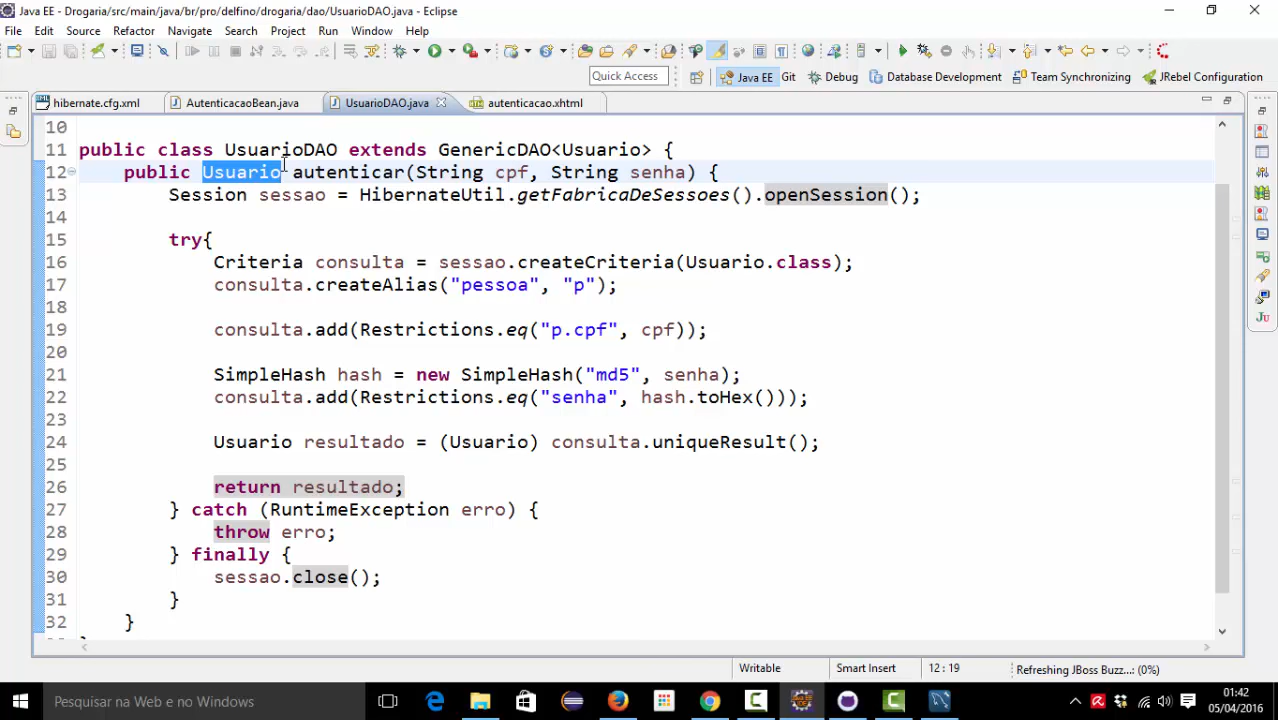 Java EE - Drogaria/src/main/java/br/pro/delfino/drogaria/dao/UsuarioDAO.java - Eclipse
File Edit Source Refactor Navigate Search Project Run Window Help
Quick Access
Java EE Git Debug Database Development Team Synchronizing JRebel Configuration
hibernate.cfg.xml AutenticacaoBean.java UsuarioDAO.java autenticacao.xhtml
10
11 public class UsuarioDAO extends GenericDAO<Usuario> {
12 public Usuario autenticar(String cpf, String senha) {
13 Session sessao = HibernateUtil.getFabricaDeSessoes().openSession();
14
15 try{
16 Criteria consulta = sessao.createCriteria(Usuario.class);
17 consulta.createAlias("pessoa", "p");
18
19 consulta.add(Restrictions.eq("p.cpf", cpf));
20
21 SimpleHash hash = new SimpleHash("md5", senha);
22 consulta.add(Restrictions.eq("senha", hash.toHex()));
23
24 Usuario resultado = (Usuario) consulta.uniqueResult();
25
26 return resultado;
27 } catch (RuntimeException erro) {
28 throw erro;
29 } finally {
30 sessao.close();
31 }
32 }
Writable Smart Insert 12 : 19 Refreshing JBoss Buzz...: (0%)
Pesquisar na Web e no Windows
01:42
05/04/2016